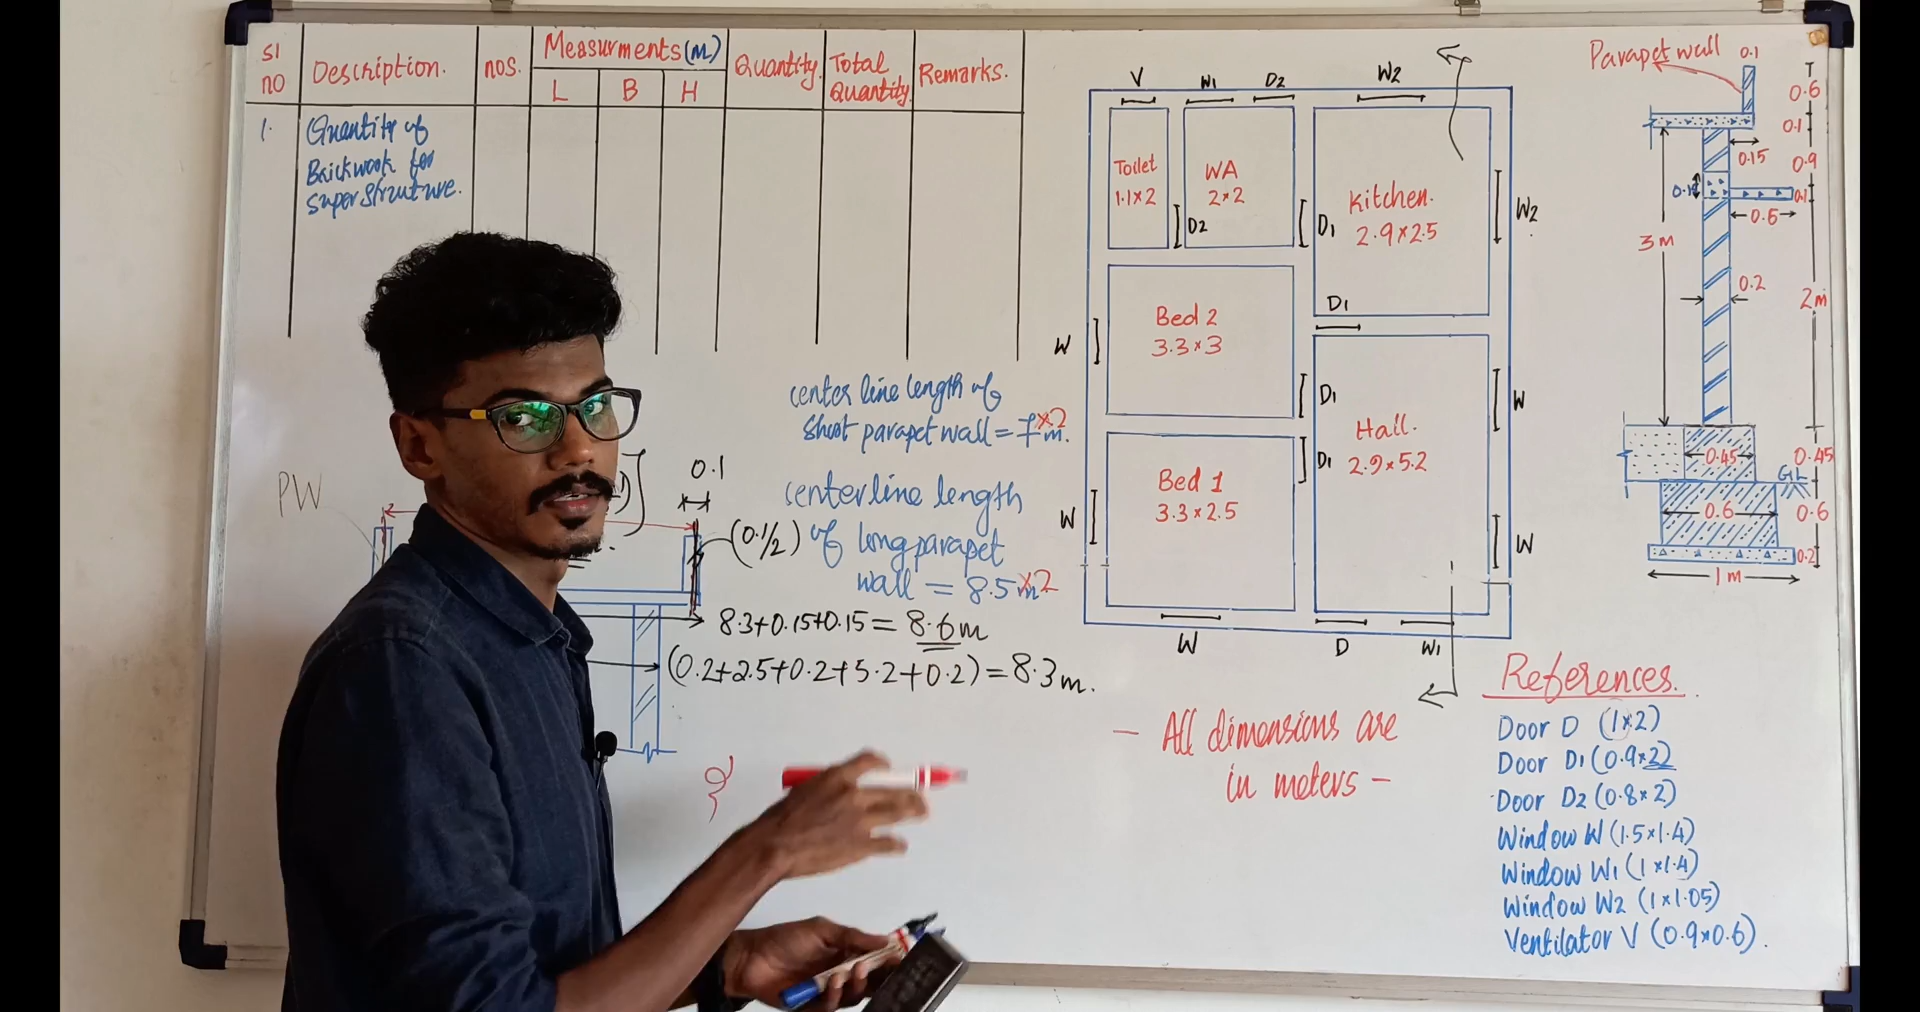 Sl no Description. nos. Measurments(m) Quantity. Total Quantity Remarks.
L B H
1. Quantity of
Brickwork for
superstructure.
center line length of
short parapet wall = 7m. ×2
centerline length
of long parapet
wall = 8.5m ×2
PW
0.1
(0.1/2)
8.3+0.15+0.15 = 8.6m
(0.2+2.5+0.2+5.2+0.2) = 8.3m.
V W1 D2 W2
Toilet
1.1×2
WA
2×2
D2
D1
Kitchen.
2.9×2.5
W2
D1
Bed 2
3.3×3
W
D1
Hall.
2.9×5.2
W
Bed 1
3.3×2.5
D1
W
W
W D W1
- All dimensions are
in meters -
Parapet wall 0.1
0.6
0.1
0.15 0.9
0.1
0.6
3m
0.2
2m
0.45 0.45
GL
0.6 0.6
0.2
1m
References.
Door D (1×2)
Door D1 (0.9×2)
Door D2 (0.8×2)
Window W (1.5×1.4)
Window W1 (1×1.4)
Window W2 (1×1.05)
Ventilator V (0.9×0.6).